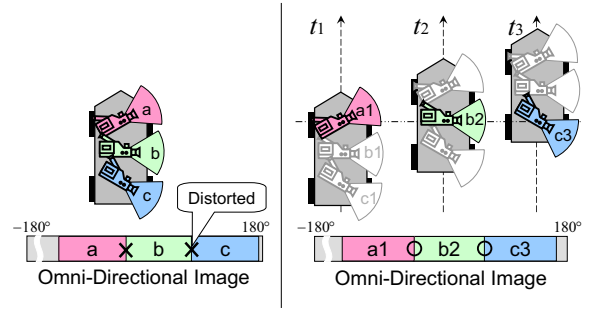 a
b
c
Distorted
−180° 180°
a b c
Omni-Directional Image
t1 t2 t3
a1
b1
c1
b2
c3
−180° 180°
a1 b2 c3
Omni-Directional Image